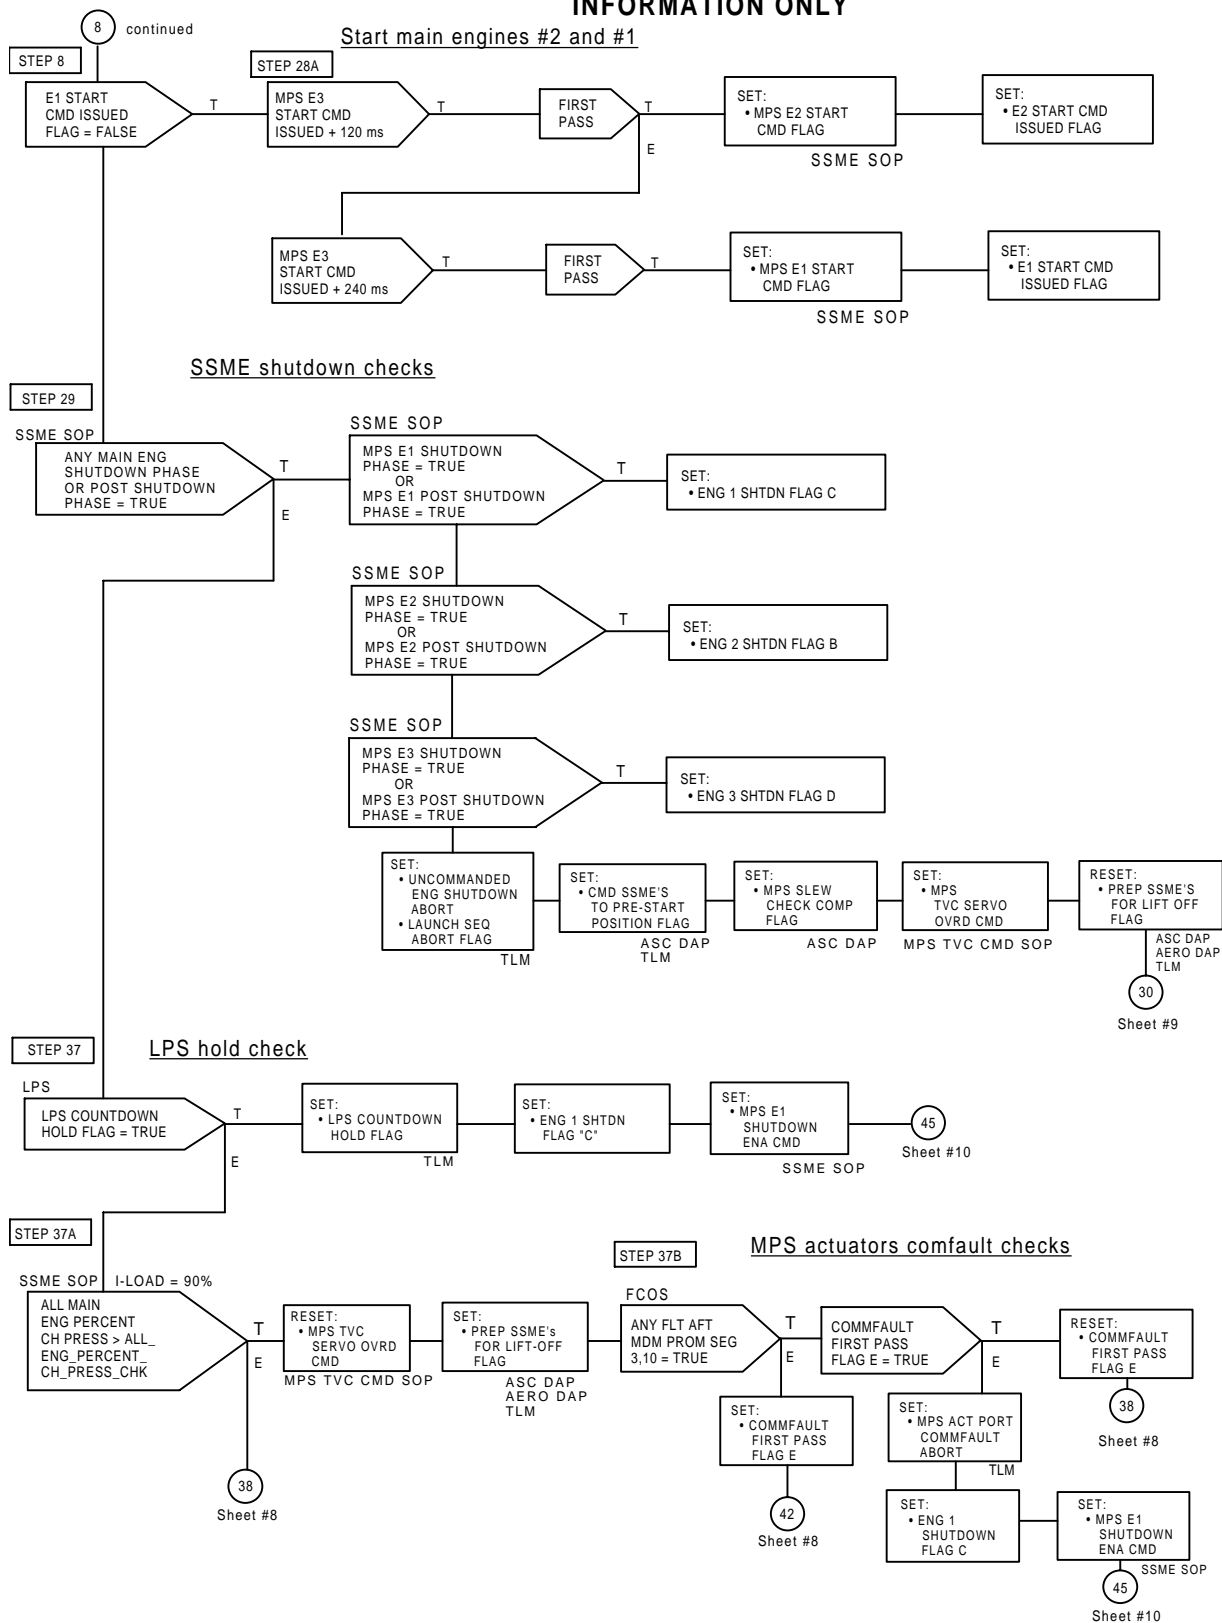 INFORMATION ONLY
8 continued
Start main engines #2 and #1
STEP 8
E1 START
CMD ISSUED
FLAG = FALSE
T
STEP 28A
MPS E3
START CMD
ISSUED + 120 ms
T
FIRST
PASS
T
E
SET:
• MPS E2 START
CMD FLAG
SSME SOP
SET:
• E2 START CMD
ISSUED FLAG
MPS E3
START CMD
ISSUED + 240 ms
T
FIRST
PASS
T
SET:
• MPS E1 START
CMD FLAG
SSME SOP
SET:
• E1 START CMD
ISSUED FLAG
SSME shutdown checks
STEP 29
SSME SOP
ANY MAIN ENG
SHUTDOWN PHASE
OR POST SHUTDOWN
PHASE = TRUE
T
E
SSME SOP
MPS E1 SHUTDOWN
PHASE = TRUE
OR
MPS E1 POST SHUTDOWN
PHASE = TRUE
T
SET:
• ENG 1 SHTDN FLAG C
SSME SOP
MPS E2 SHUTDOWN
PHASE = TRUE
OR
MPS E2 POST SHUTDOWN
PHASE = TRUE
T
SET:
• ENG 2 SHTDN FLAG B
SSME SOP
MPS E3 SHUTDOWN
PHASE = TRUE
OR
MPS E3 POST SHUTDOWN
PHASE = TRUE
T
SET:
• ENG 3 SHTDN FLAG D
SET:
• UNCOMMANDED
ENG SHUTDOWN
ABORT
• LAUNCH SEQ
ABORT FLAG
TLM
SET:
• CMD SSME'S
TO PRE-START
POSITION FLAG
ASC DAP
TLM
SET:
• MPS SLEW
CHECK COMP
FLAG
ASC DAP
SET:
• MPS
TVC SERVO
OVRD CMD
MPS TVC CMD SOP
RESET:
• PREP SSME'S
FOR LIFT OFF
FLAG
ASC DAP
AERO DAP
TLM
30
Sheet #9
LPS hold check
STEP 37
LPS
LPS COUNTDOWN
HOLD FLAG = TRUE
T
E
SET:
• LPS COUNTDOWN
HOLD FLAG
TLM
SET:
• ENG 1 SHTDN
FLAG "C"
SET:
• MPS E1
SHUTDOWN
ENA CMD
SSME SOP
45
Sheet #10
STEP 37A
SSME SOP I-LOAD = 90%
ALL MAIN
ENG PERCENT
CH PRESS > ALL_
ENG_PERCENT_
CH_PRESS_CHK
T
E
38
Sheet #8
RESET:
• MPS TVC
SERVO OVRD
CMD
MPS TVC CMD SOP
SET:
• PREP SSME's
FOR LIFT-OFF
FLAG
ASC DAP
AERO DAP
TLM
STEP 37B
MPS actuators comfault checks
FCOS
ANY FLT AFT
MDM PROM SEG
3,10 = TRUE
T
E
SET:
• COMMFAULT
FIRST PASS
FLAG E
42
Sheet #8
COMMFAULT
FIRST PASS
FLAG E = TRUE
T
E
RESET:
• COMMFAULT
FIRST PASS
FLAG E
38
Sheet #8
SET:
• MPS ACT PORT
COMMFAULT
ABORT
TLM
SET:
• ENG 1
SHUTDOWN
FLAG C
SET:
• MPS E1
SHUTDOWN
ENA CMD
SSME SOP
45
Sheet #10